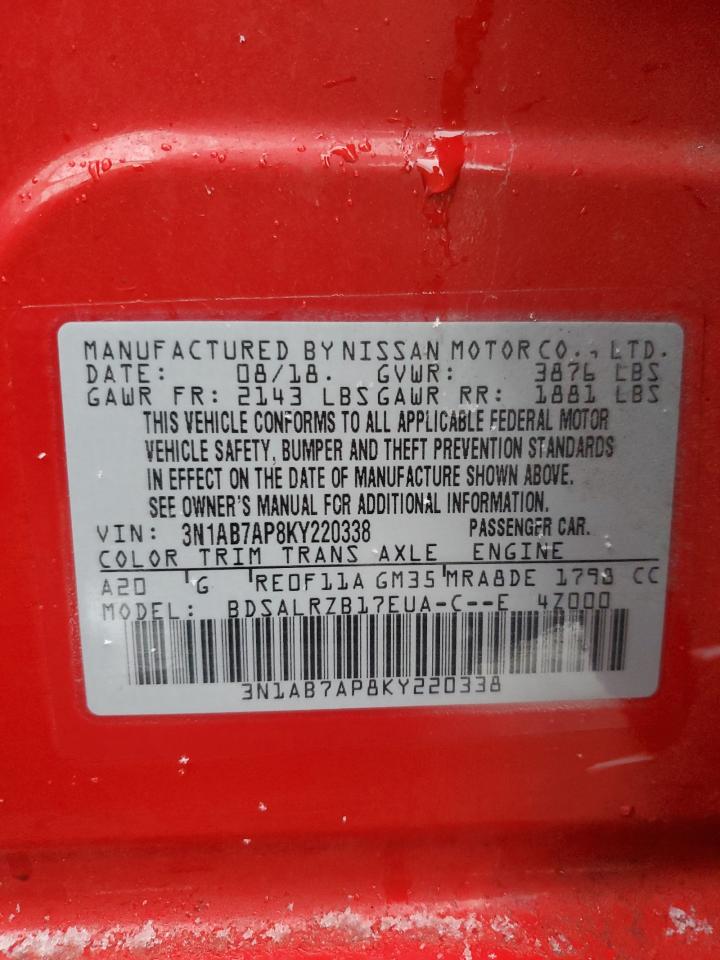 MANUFACTURED BY NISSAN MOTOR CO., LTD.
DATE: 08/18. GVWR: 3876 LBS
GAWR FR: 2143 LBS GAWR RR: 1881 LBS
THIS VEHICLE CONFORMS TO ALL APPLICABLE FEDERAL MOTOR
VEHICLE SAFETY, BUMPER AND THEFT PREVENTION STANDARDS
IN EFFECT ON THE DATE OF MANUFACTURE SHOWN ABOVE.
SEE OWNER'S MANUAL FOR ADDITIONAL INFORMATION.
VIN: 3N1AB7AP8KY220338 PASSENGER CAR.
COLOR TRIM TRANS AXLE ENGINE
A20 G RE0F11A GM35 MRA8DE 1798 CC
MODEL: BDSALRZB17EUA-C--E 4Z000
3N1AB7AP8KY220338